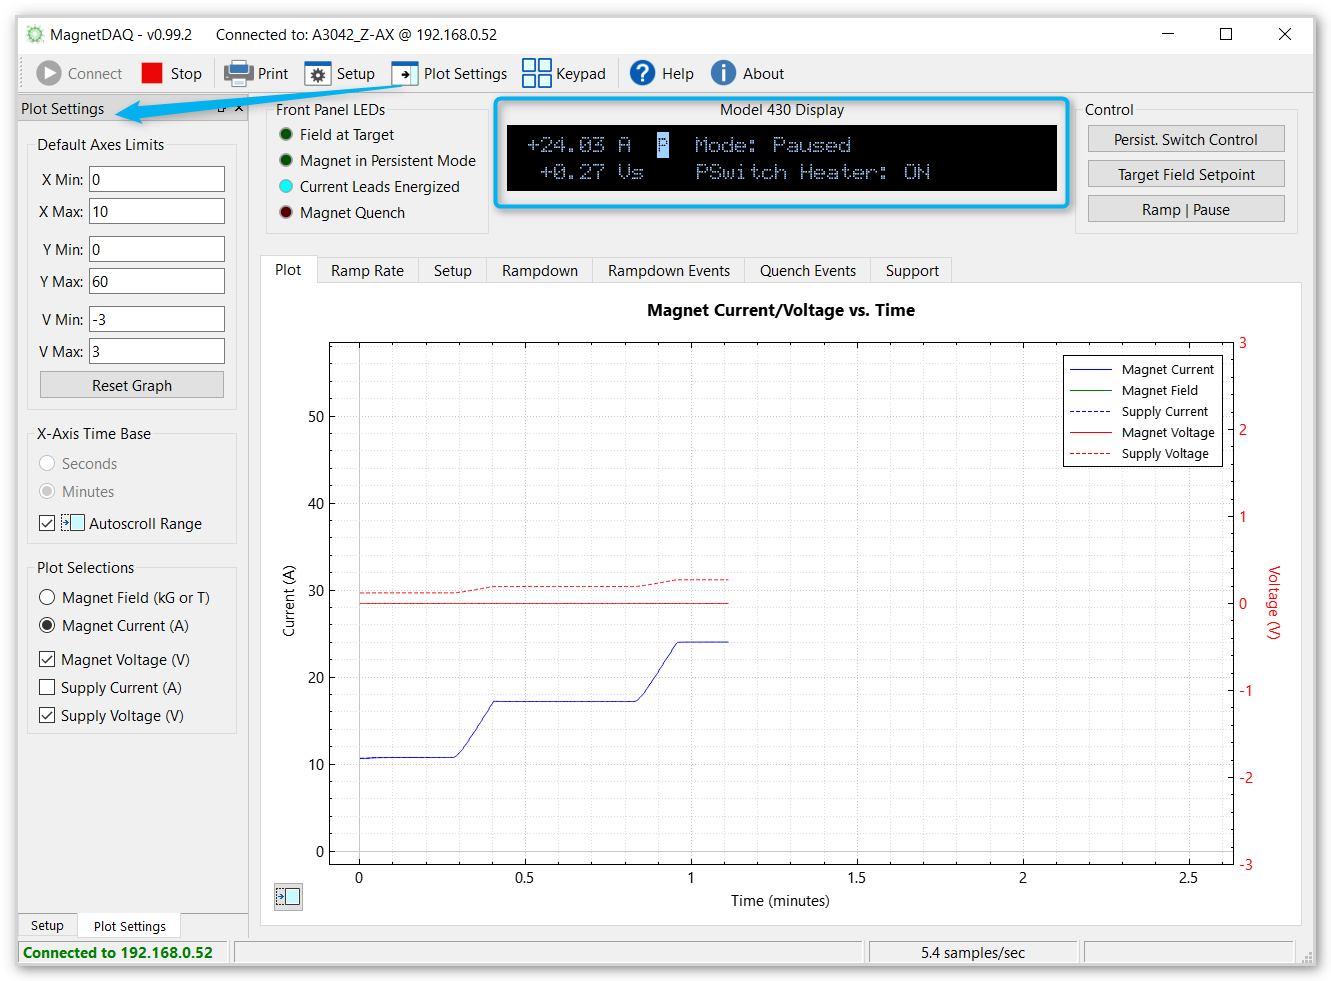 MagnetDAQ - v0.99.2 Connected to: A3042_Z-AX @ 192.168.0.52
Connect Stop Print Setup Plot Settings Keypad Help About
Plot Settings
Default Axes Limits
X Min: 0
X Max: 10
Y Min: 0
Y Max: 60
V Min: -3
V Max: 3
Reset Graph
X-Axis Time Base
Seconds
Minutes
Autoscroll Range
Plot Selections
Magnet Field (kG or T)
Magnet Current (A)
Magnet Voltage (V)
Supply Current (A)
Supply Voltage (V)
Setup Plot Settings
Front Panel LEDs
Field at Target
Magnet in Persistent Mode
Current Leads Energized
Magnet Quench
Model 430 Display
+24.03 A P Mode: Paused
+0.27 Vs PSwitch Heater: ON
Control
Persist. Switch Control
Target Field Setpoint
Ramp | Pause
Plot Ramp Rate Setup Rampdown Rampdown Events Quench Events Support
Magnet Current/Voltage vs. Time
Magnet Current
Magnet Field
Supply Current
Magnet Voltage
Supply Voltage
Current (A)
50
40
30
20
10
0
3
2
1
0
-1
-2
-3
Voltage (V)
0 0.5 1 1.5 2 2.5
Time (minutes)
Connected to 192.168.0.52 5.4 samples/sec